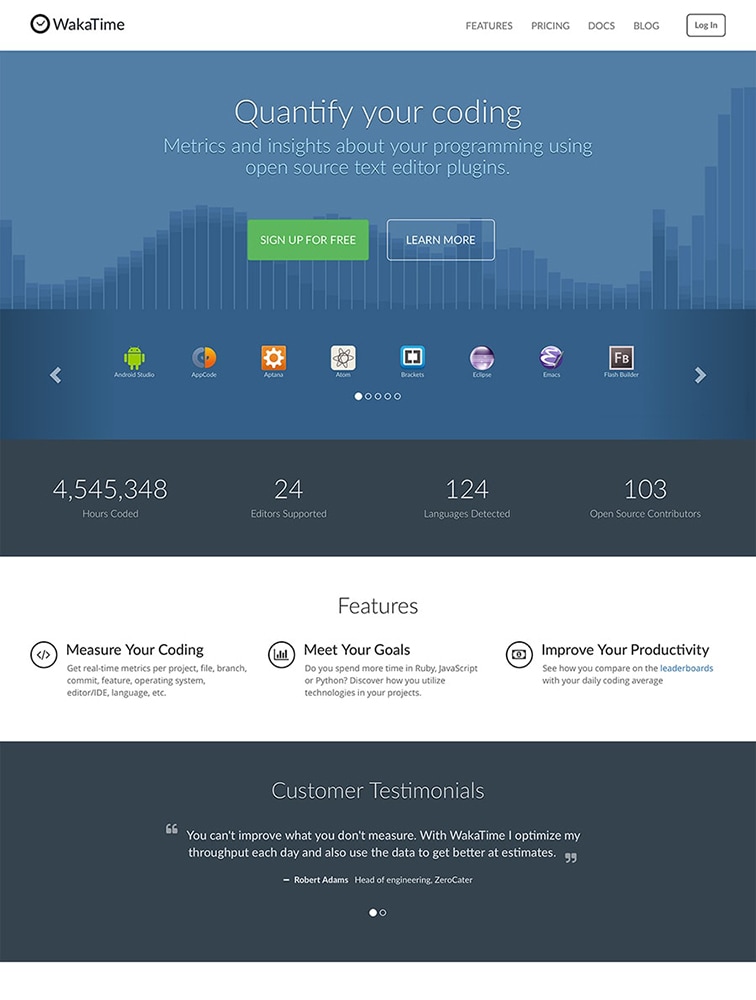 WakaTime
FEATURES PRICING DOCS BLOG Log In
Quantify your coding
Metrics and insights about your programming using
open source text editor plugins.
SIGN UP FOR FREE LEARN MORE
FB
Android Studio AppCode Aptana Atom Brackets Eclipse Emacs Flash Builder
4,545,348 24 124 103
Hours Coded Editors Supported Languages Detected Open Source Contributors
Features
Measure Your Coding
Get real-time metrics per project, file, branch,
commit, feature, operating system,
editor/IDE, language, etc.
Meet Your Goals
Do you spend more time in Ruby, JavaScript
or Python? Discover how you utilize
technologies in your projects.
Improve Your Productivity
See how you compare on the leaderboards
with your daily coding average
Customer Testimonials
“ You can't improve what you don't measure. With WakaTime I optimize my
throughput each day and also use the data to get better at estimates. ”
— Robert Adams Head of engineering, ZeroCater